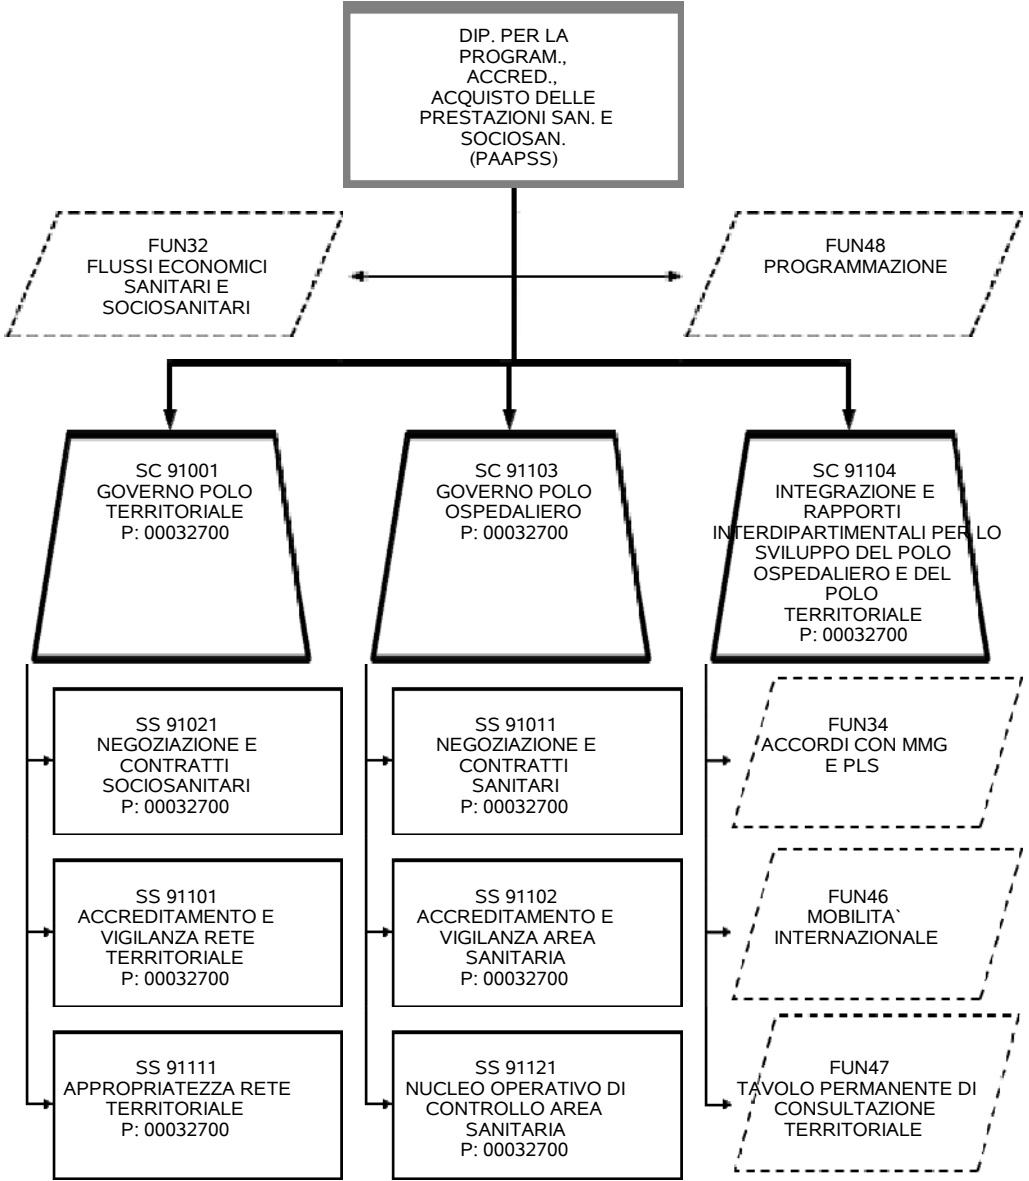 DIP. PER LA
PROGRAM.,
ACCRED.,
ACQUISTO DELLE
PRESTAZIONI SAN. E
SOCIOSAN.
(PAAPSS)
FUN32
FLUSSI ECONOMICI
SANITARI E
SOCIOSANITARI
FUN48
PROGRAMMAZIONE
SC 91001
GOVERNO POLO
TERRITORIALE
P: 00032700
SC 91103
GOVERNO POLO
OSPEDALIERO
P: 00032700
SC 91104
INTEGRAZIONE E
RAPPORTI
INTERDIPARTIMENTALI PER LO
SVILUPPO DEL POLO
OSPEDALIERO E DEL
POLO
TERRITORIALE
P: 00032700
SS 91021
NEGOZIAZIONE E
CONTRATTI
SOCIOSANITARI
P: 00032700
SS 91011
NEGOZIAZIONE E
CONTRATTI
SANITARI
P: 00032700
FUN34
ACCORDI CON MMG
E PLS
SS 91101
ACCREDITAMENTO E
VIGILANZA RETE
TERRITORIALE
P: 00032700
SS 91102
ACCREDITAMENTO E
VIGILANZA AREA
SANITARIA
P: 00032700
FUN46
MOBILITA`
INTERNAZIONALE
SS 91111
APPROPRIATEZZA RETE
TERRITORIALE
P: 00032700
SS 91121
NUCLEO OPERATIVO DI
CONTROLLO AREA
SANITARIA
P: 00032700
FUN47
TAVOLO PERMANENTE DI
CONSULTAZIONE
TERRITORIALE